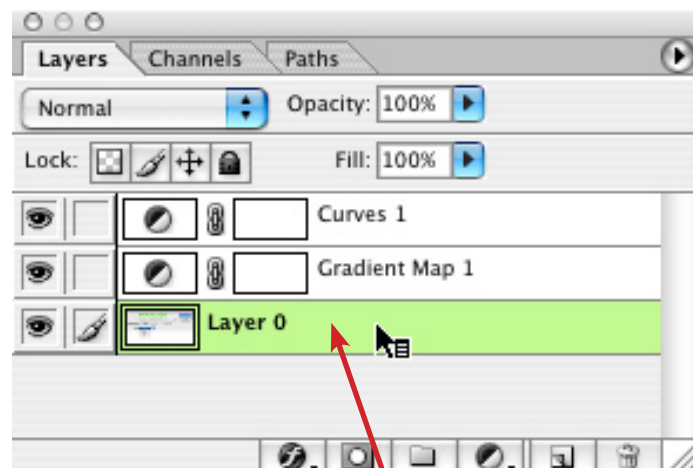 Layers Channels Paths
Normal Opacity: 100%
Lock: Fill: 100%
Curves 1
Gradient Map 1
Layer 0